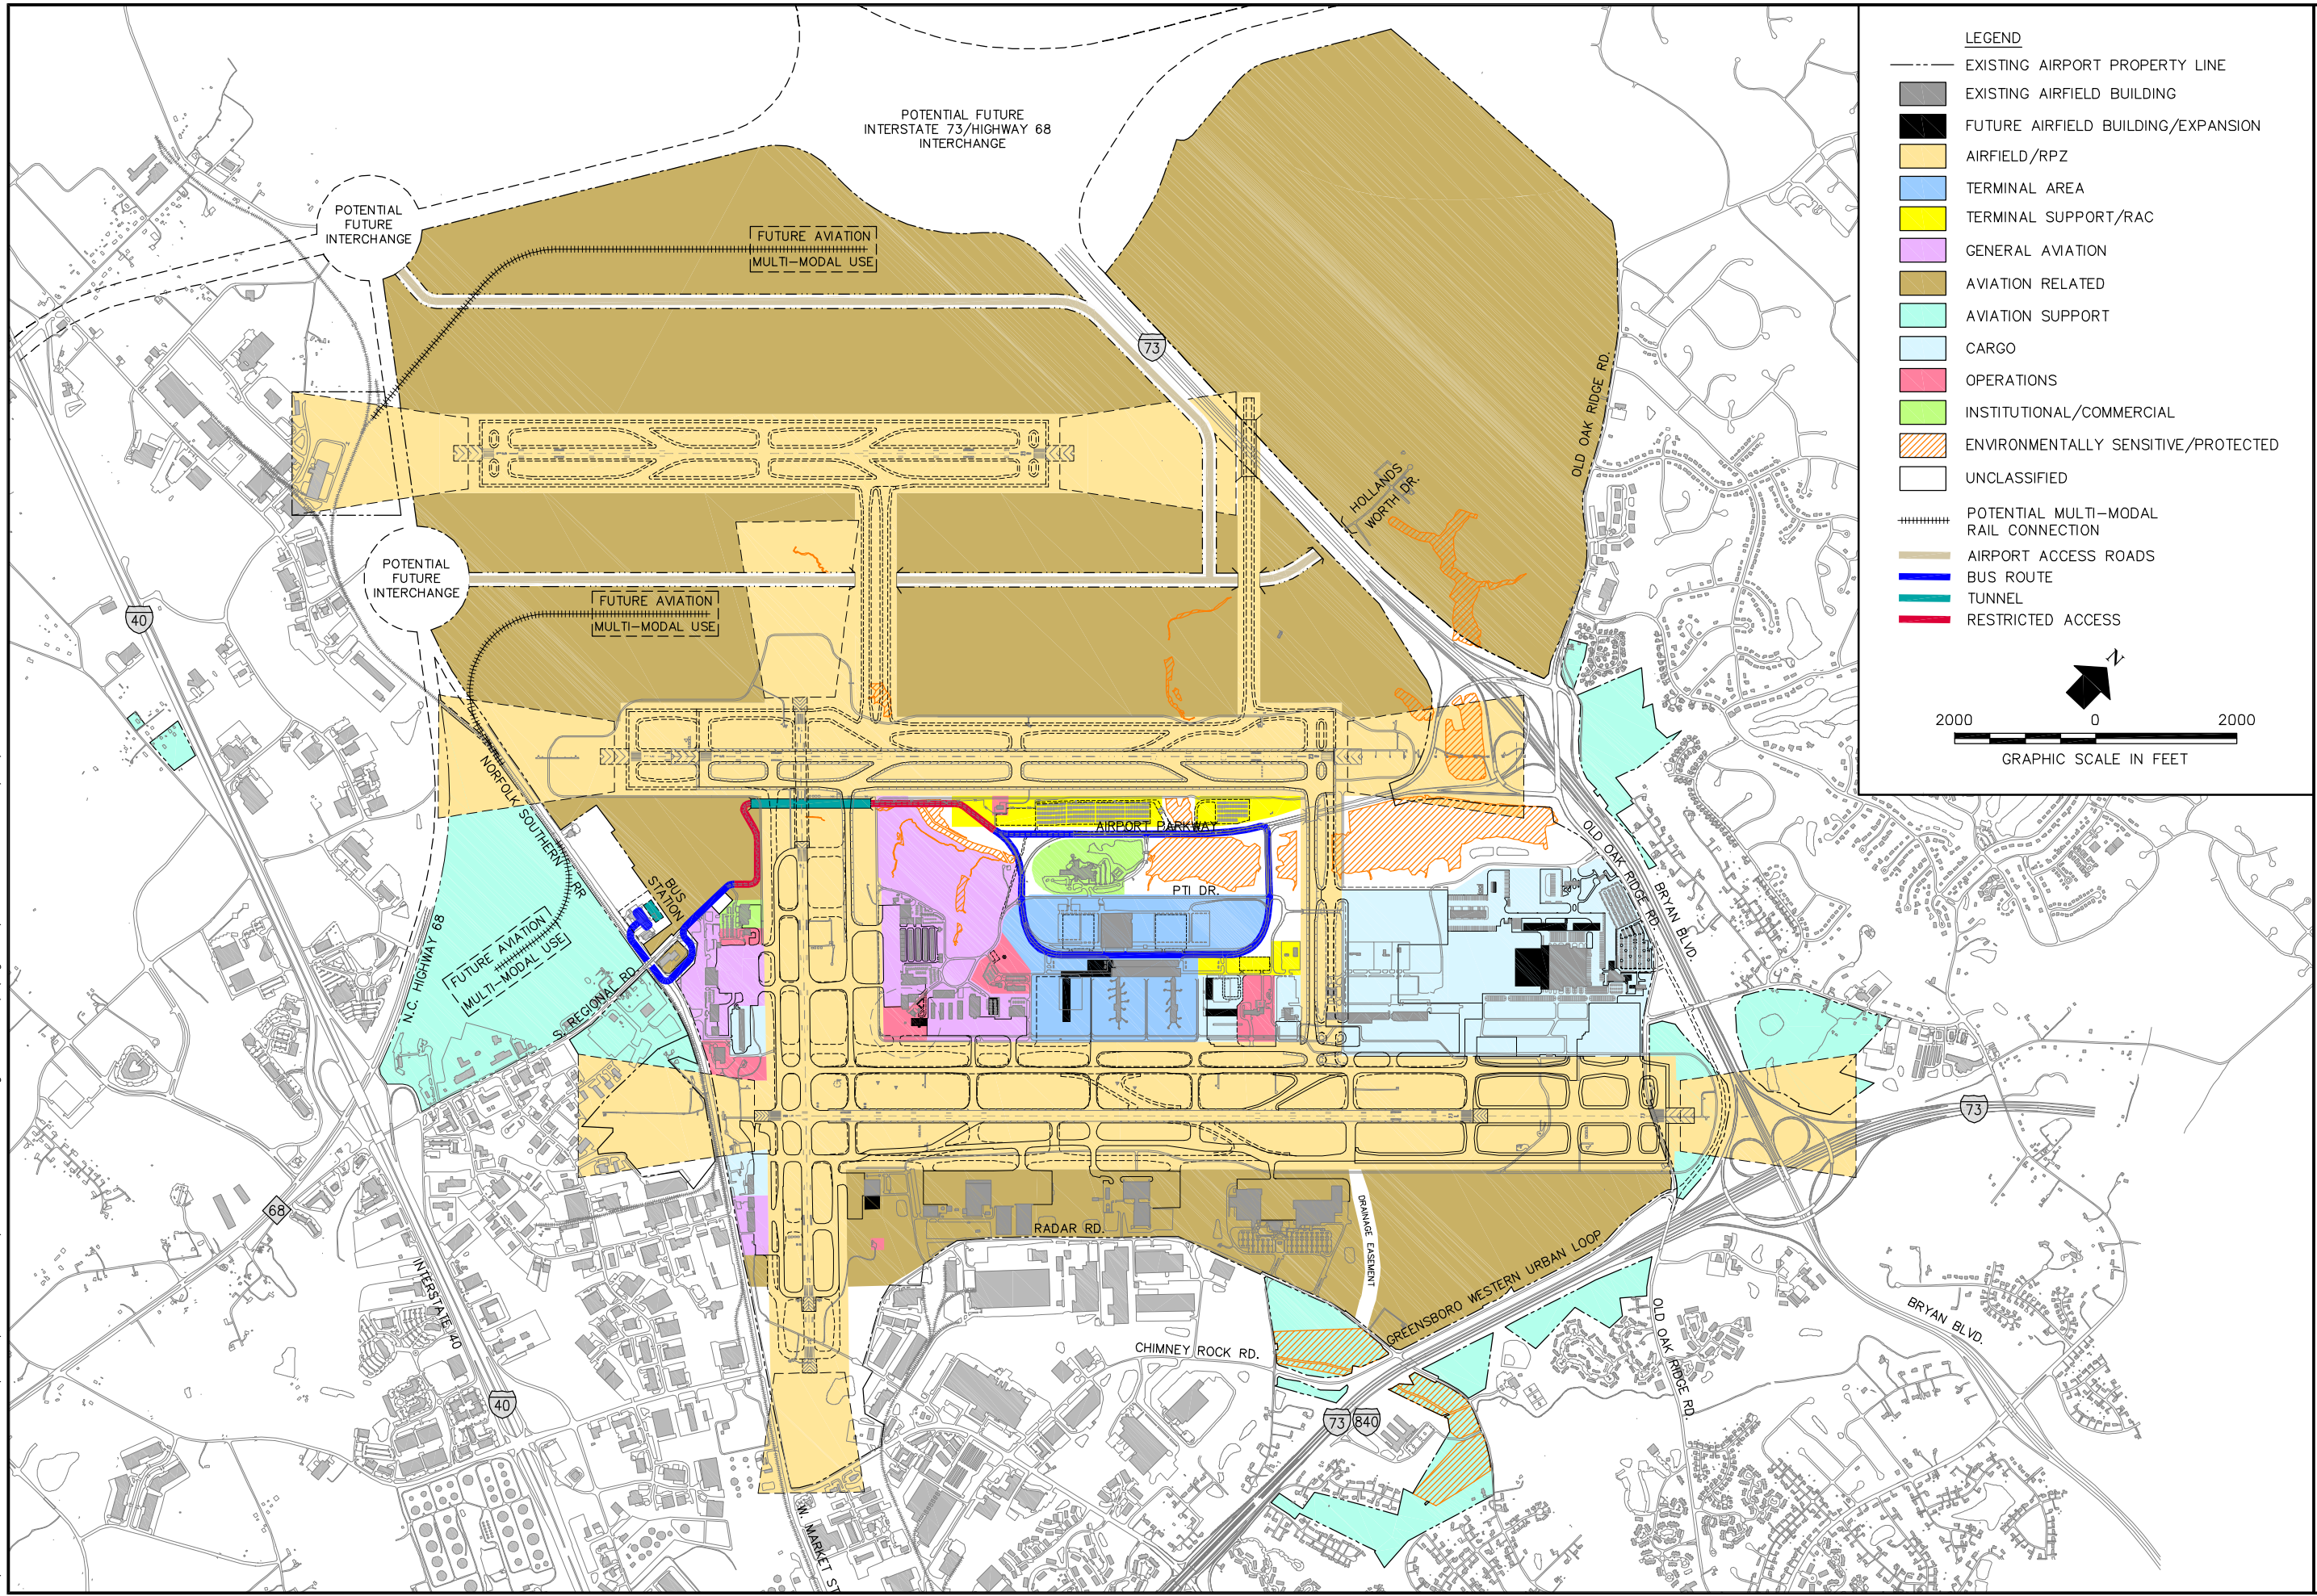 LEGEND
EXISTING AIRPORT PROPERTY LINE
EXISTING AIRFIELD BUILDING
FUTURE AIRFIELD BUILDING/EXPANSION
AIRFIELD/RPZ
TERMINAL AREA
TERMINAL SUPPORT/RAC
GENERAL AVIATION
AVIATION RELATED
AVIATION SUPPORT
CARGO
OPERATIONS
INSTITUTIONAL/COMMERCIAL
ENVIRONMENTALLY SENSITIVE/PROTECTED
UNCLASSIFIED
POTENTIAL MULTI-MODAL
RAIL CONNECTION
AIRPORT ACCESS ROADS
BUS ROUTE
TUNNEL
RESTRICTED ACCESS
N
2000 0 2000
GRAPHIC SCALE IN FEET
POTENTIAL FUTURE
INTERSTATE 73/HIGHWAY 68
INTERCHANGE
POTENTIAL
FUTURE
INTERCHANGE
FUTURE AVIATION
MULTI-MODAL USE
73
OLD OAK RIDGE RD.
HOLLANDS
WORTH DR.
POTENTIAL
FUTURE
INTERCHANGE
FUTURE AVIATION
MULTI-MODAL USE
40
NORFOLK SOUTHERN RR
AIRPORT PARKWAY
PTI DR.
BUS
STATION
OLD OAK RIDGE RD.
BRYAN BLVD.
N.C. HIGHWAY 68
FUTURE AVIATION
MULTI-MODAL USE
S. REGIONAL RD.
73
68
RADAR RD.
DRAINAGE EASEMENT
GREENSBORO WESTERN URBAN LOOP
INTERSTATE 40
CHIMNEY ROCK RD.
OLD OAK RIDGE RD.
BRYAN BLVD.
40
73
840
W. MARKET ST